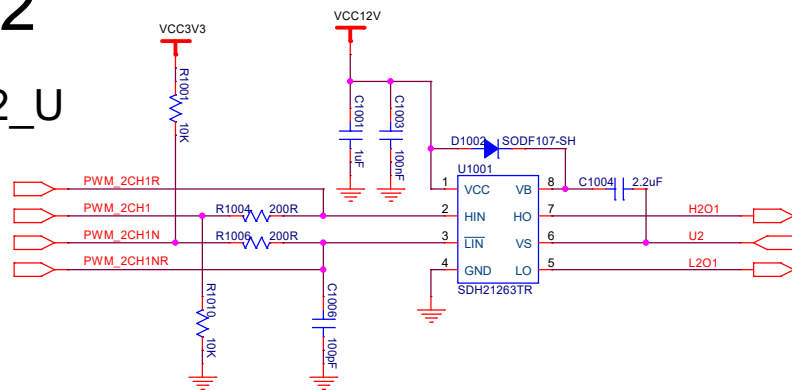 2
2_U
VCC3V3
VCC12V
R1001
10K
C1001
1uF
C1003
100nF
D1002
SODF107-SH
U1001
C1004
2.2uF
PWM_2CH1R
PWM_2CH1
R1004
200R
PWM_2CH1N
R1006
200R
PWM_2CH1NR
1
VCC
VB
8
2
HIN
HO
7
H2O1
3
LIN
VS
6
U2
4
GND
LO
5
L2O1
SDH21263TR
R1010
10K
C1006
100pF